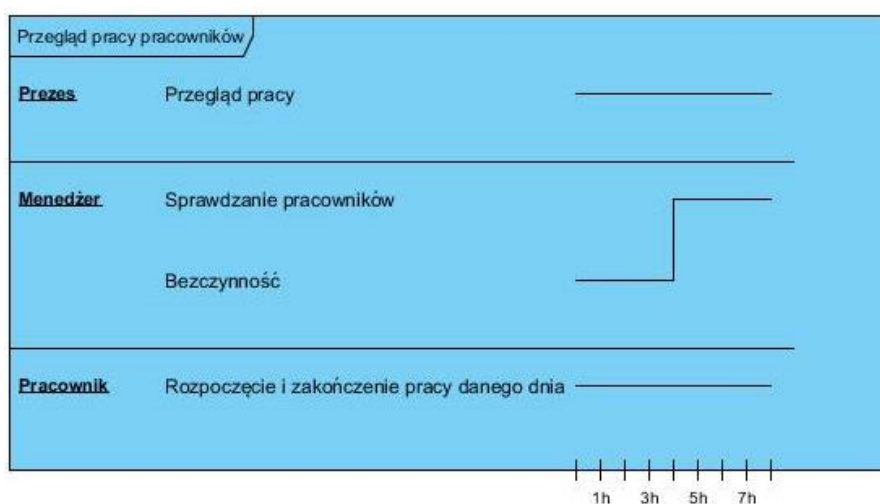 Przegląd pracy pracowników
Prezes Przegląd pracy
Menedżer Sprawdzanie pracowników
Bezczynność
Pracownik Rozpoczęcie i zakończenie pracy danego dnia
1h 3h 5h 7h